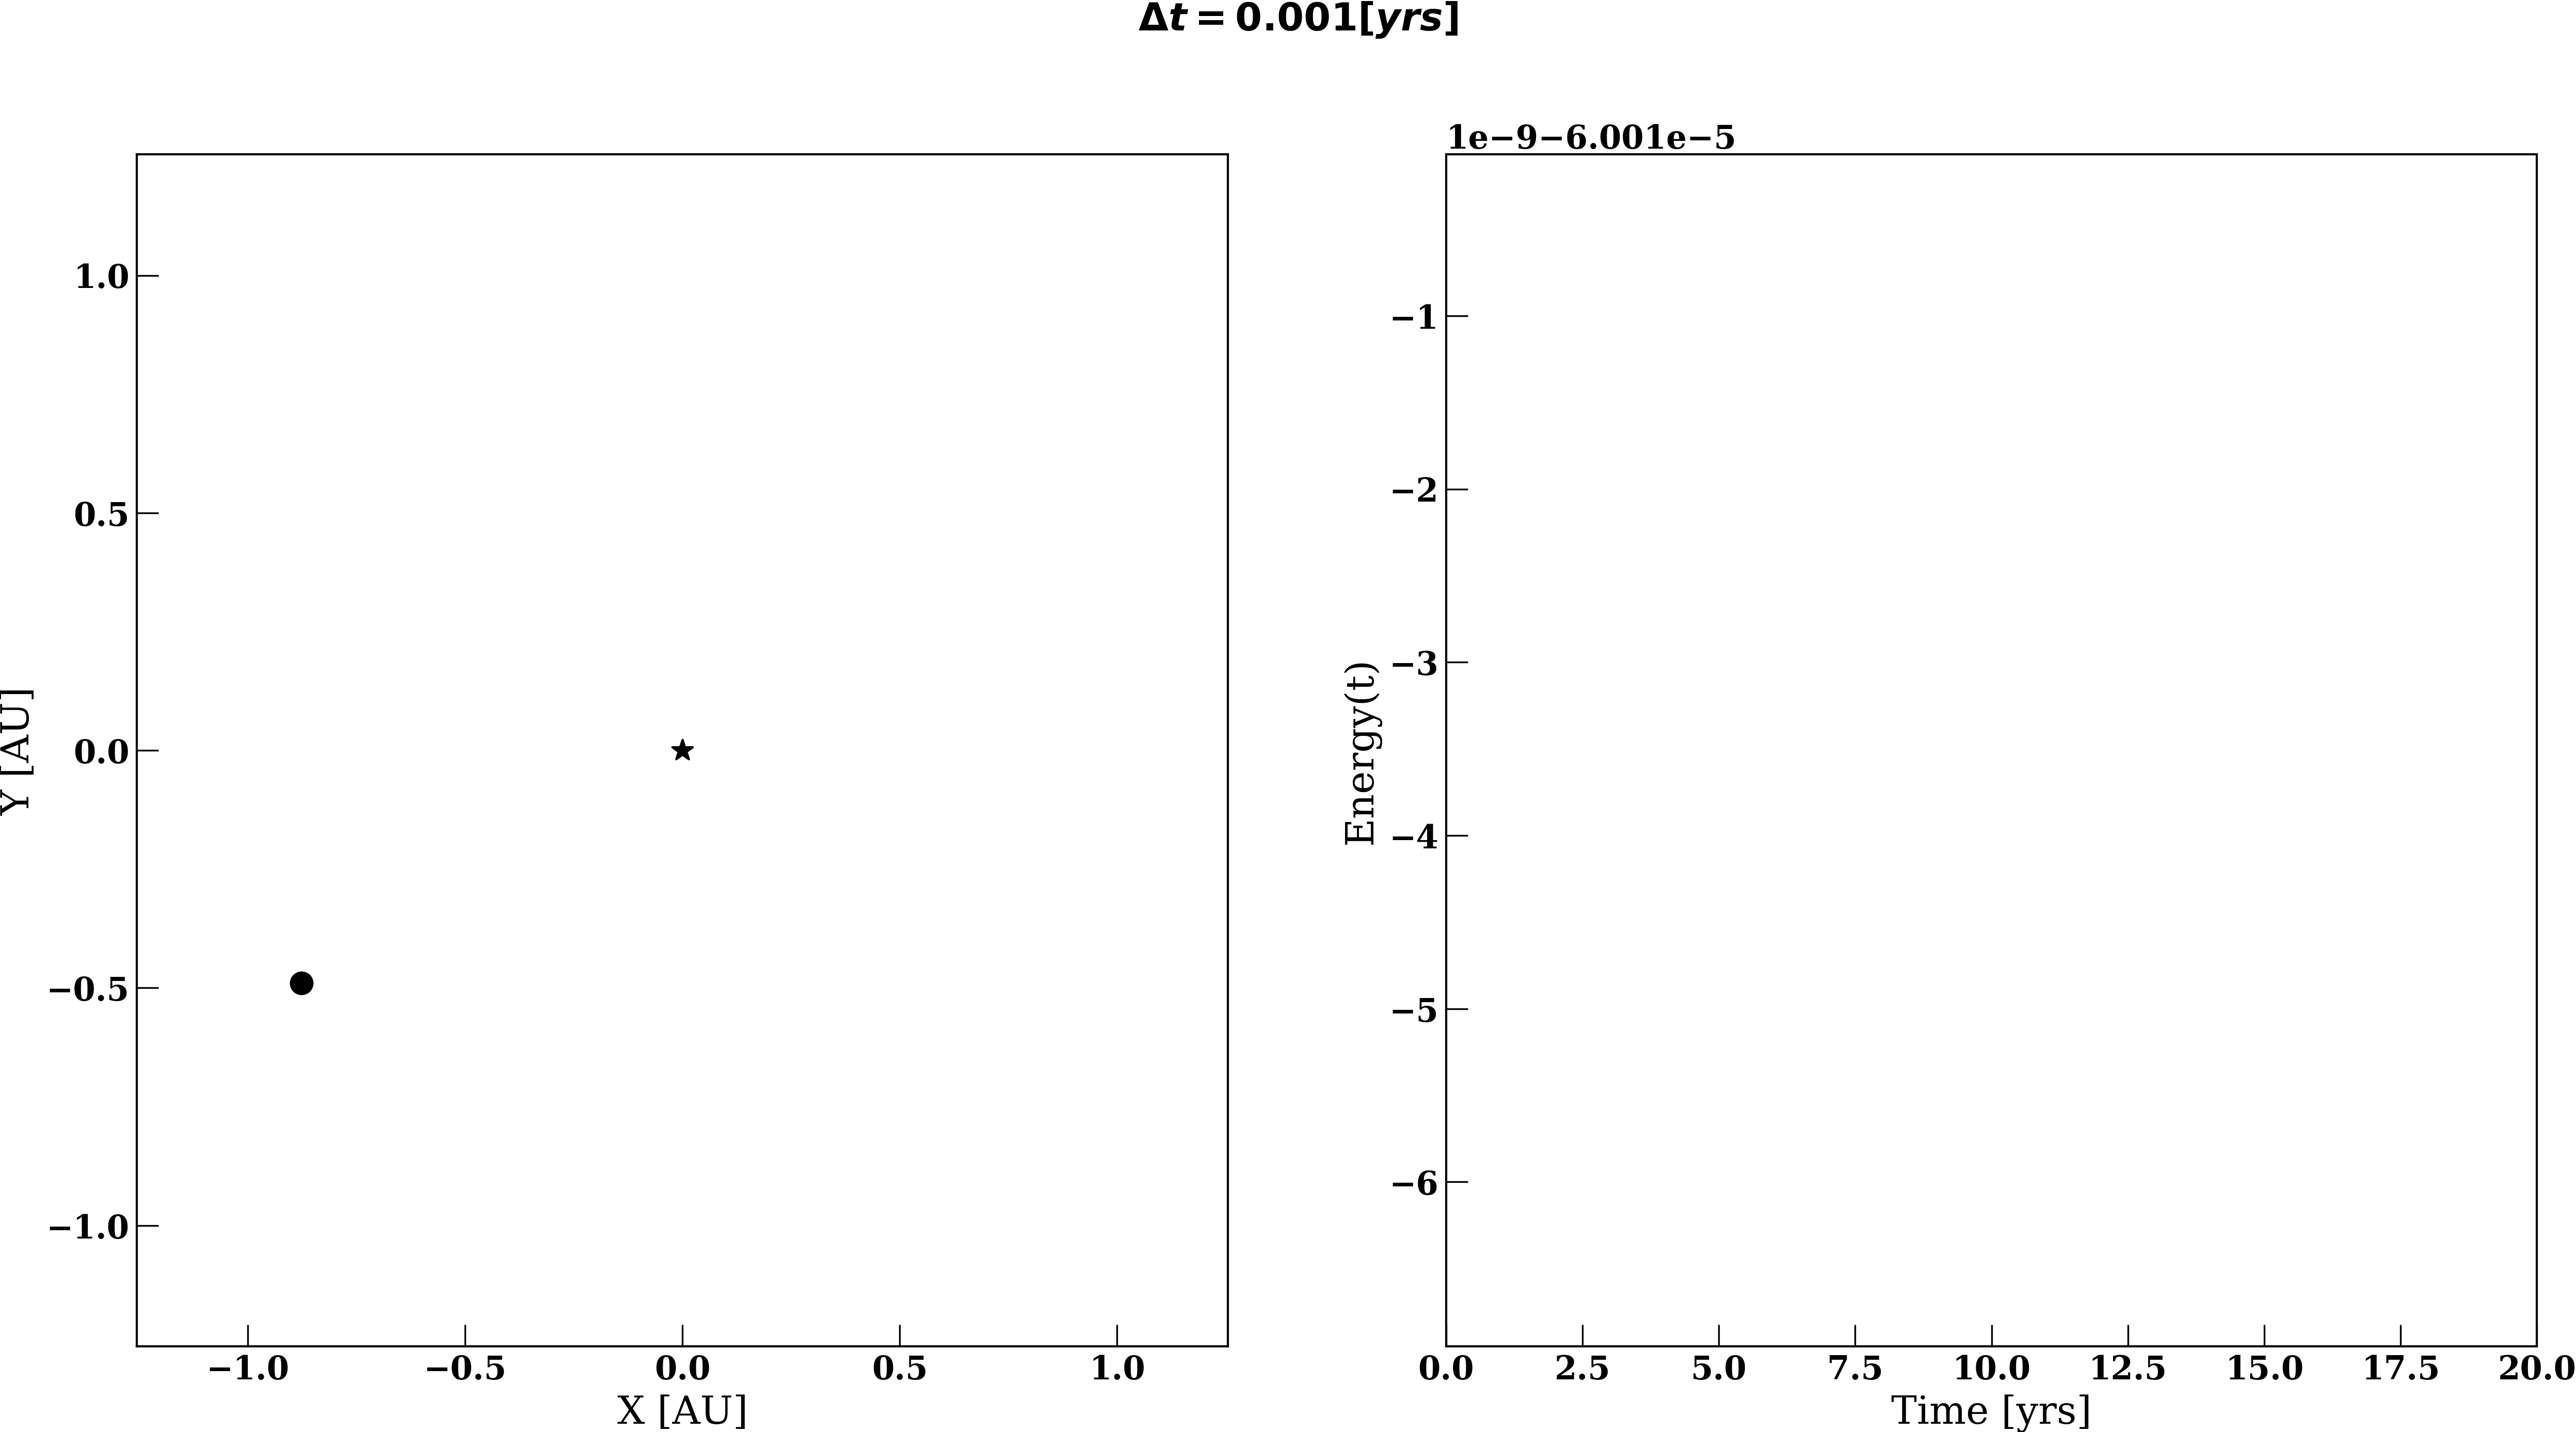 Δt = 0.001[yrs]
1e−9−6.001e−5
1.0
0.5
0.0
−0.5
−1.0
Y [AU]
−1.0 −0.5 0.0 0.5 1.0
X [AU]
−1
−2
−3
−4
−5
−6
Energy(t)
0.0 2.5 5.0 7.5 10.0 12.5 15.0 17.5 20.0
Time [yrs]